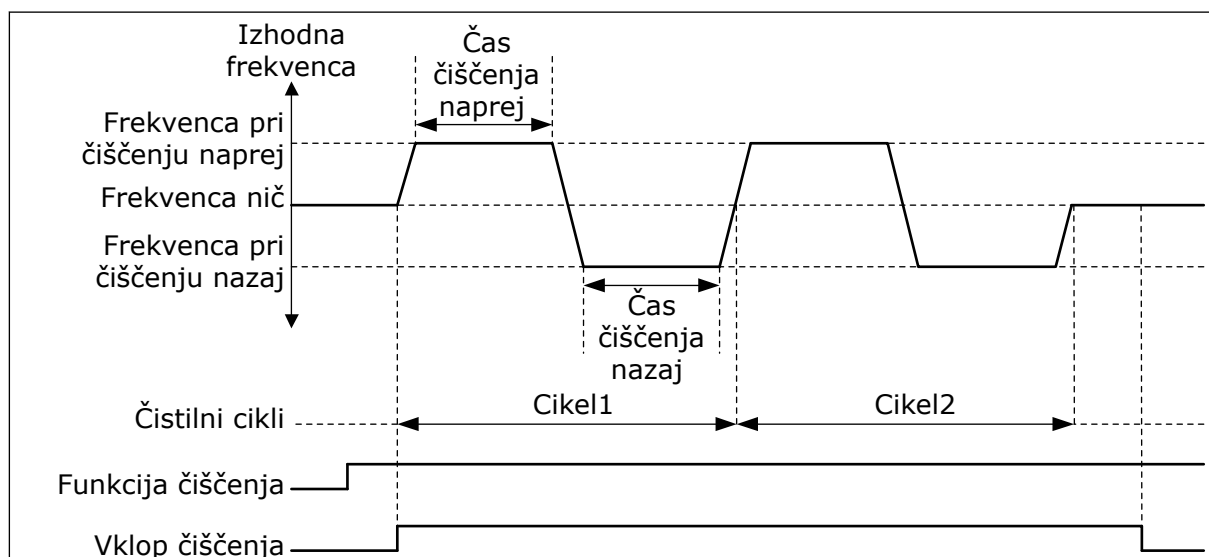 Izhodna
frekvenca
Čas
čiščenja
naprej
Frekvenca pri
čiščenju naprej
Frekvenca nič
Frekvenca pri
čiščenju nazaj
Čas
čiščenja
nazaj
Čistilni cikli
Cikel1
Cikel2
Funkcija čiščenja
Vklop čiščenja